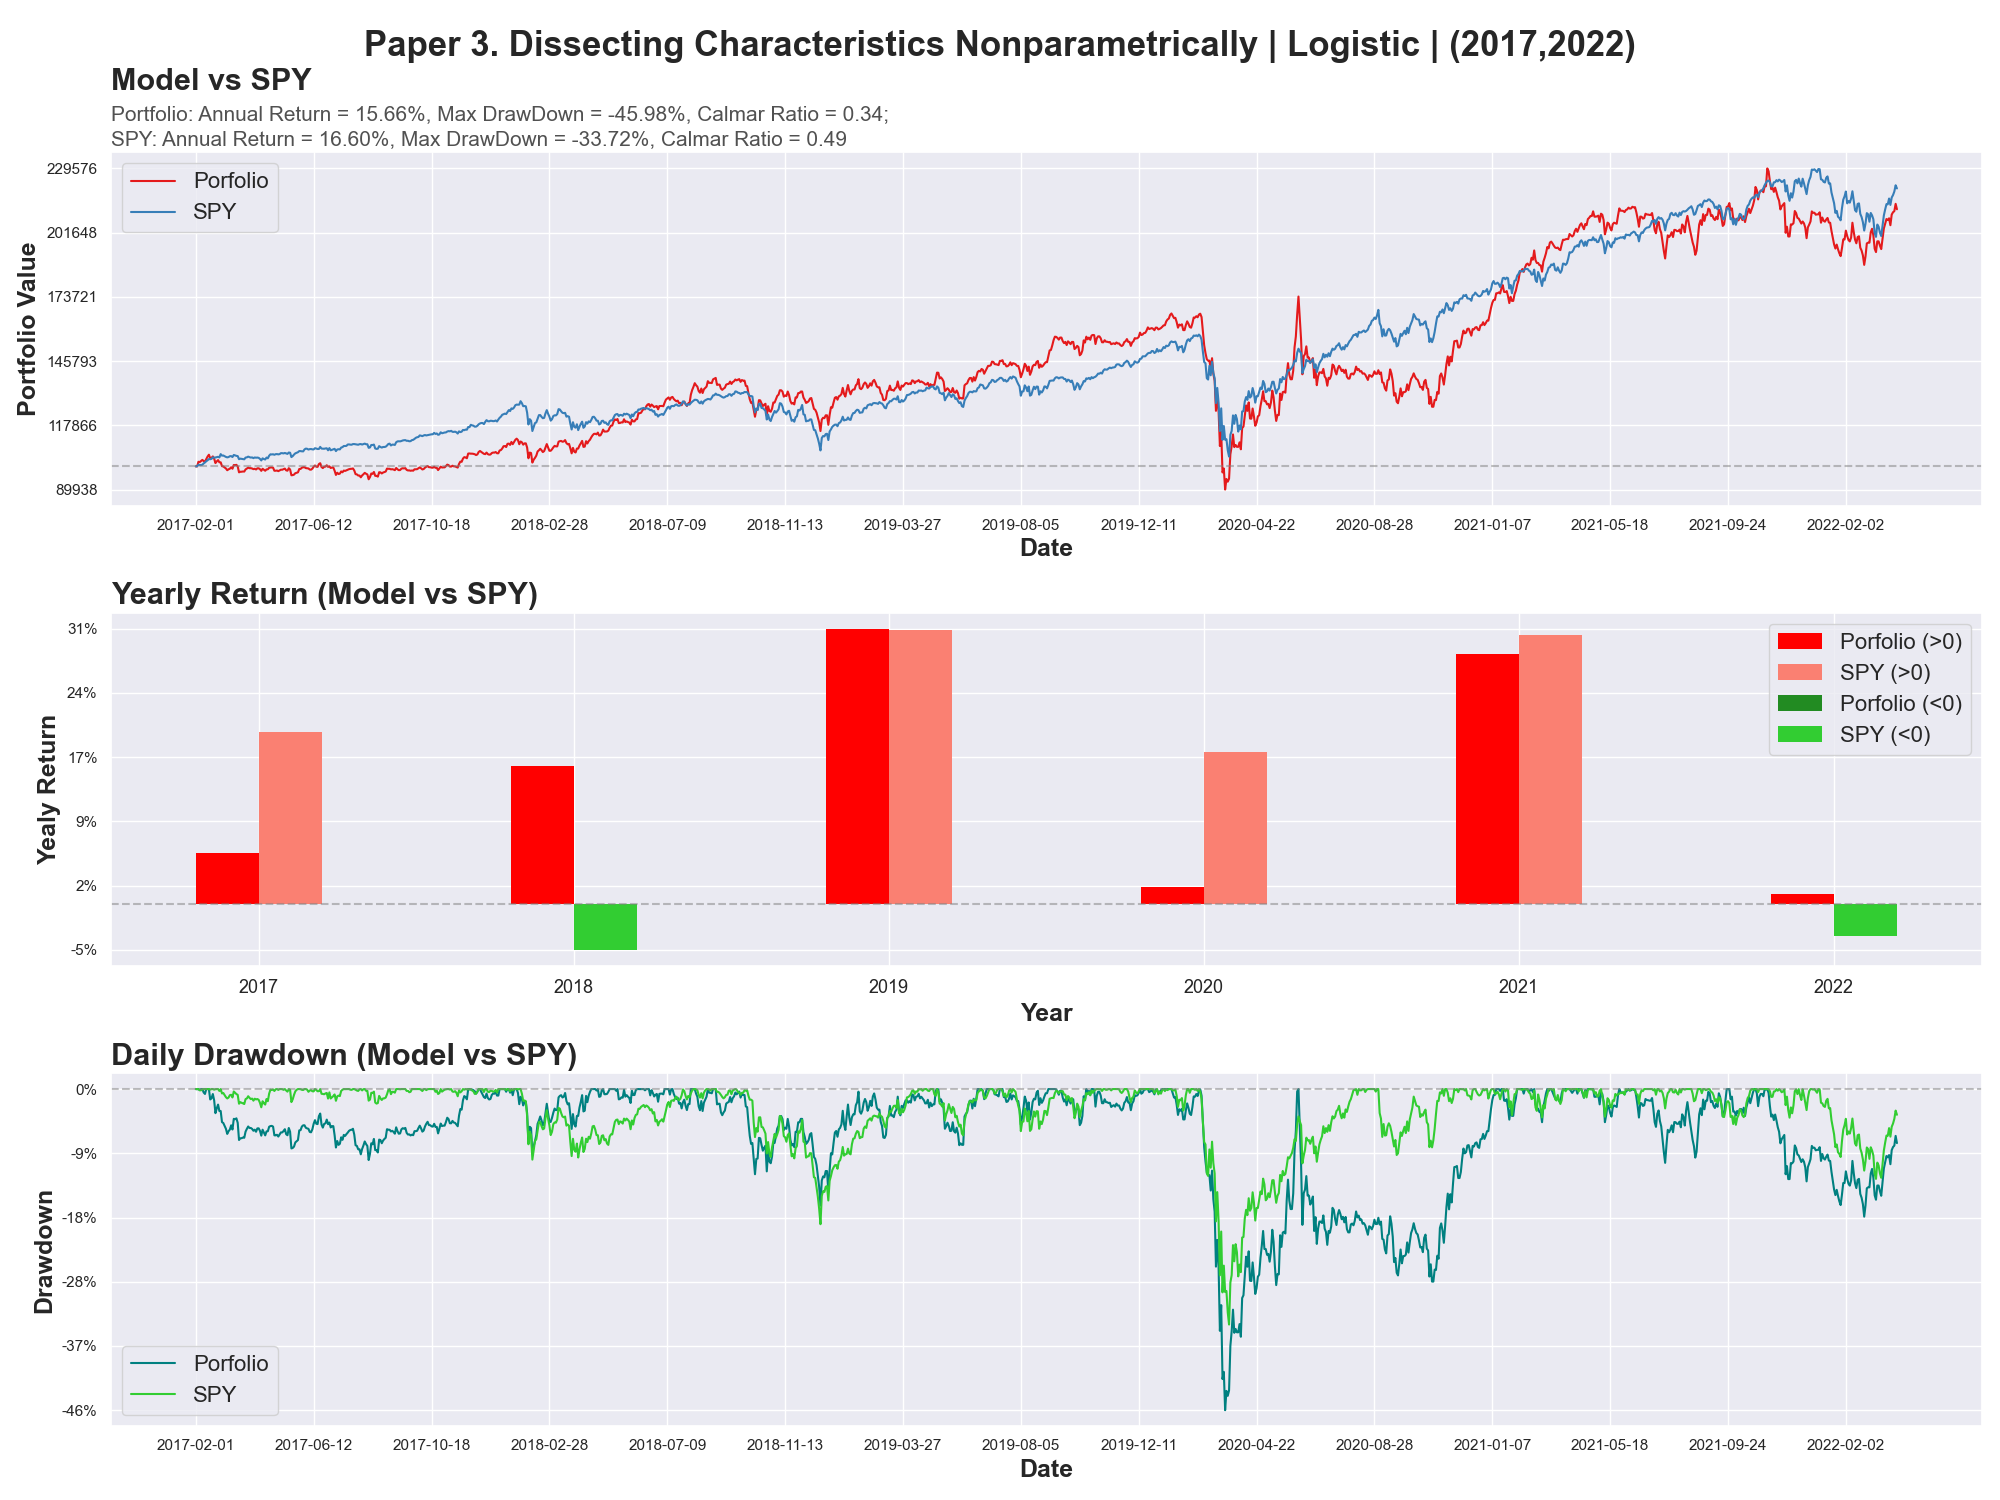 Paper 3. Dissecting Characteristics Nonparametrically | Logistic | (2017,2022)
Model vs SPY
Portfolio: Annual Return = 15.66%, Max DrawDown = -45.98%, Calmar Ratio = 0.34;
SPY: Annual Return = 16.60%, Max DrawDown = -33.72%, Calmar Ratio = 0.49
Porfolio
SPY
Portfolio Value
229576
201648
173721
145793
117866
89938
2017-02-01 2017-06-12 2017-10-18 2018-02-28 2018-07-09 2018-11-13 2019-03-27 2019-08-05 2019-12-11 2020-04-22 2020-08-28 2021-01-07 2021-05-18 2021-09-24 2022-02-02
Date
Yearly Return (Model vs SPY)
Porfolio (>0)
SPY (>0)
Porfolio (<0)
SPY (<0)
Yealy Return
31%
24%
17%
9%
2%
-5%
2017 2018 2019 2020 2021 2022
Year
Daily Drawdown (Model vs SPY)
Drawdown
0%
-9%
-18%
-28%
-37%
-46%
Porfolio
SPY
2017-02-01 2017-06-12 2017-10-18 2018-02-28 2018-07-09 2018-11-13 2019-03-27 2019-08-05 2019-12-11 2020-04-22 2020-08-28 2021-01-07 2021-05-18 2021-09-24 2022-02-02
Date